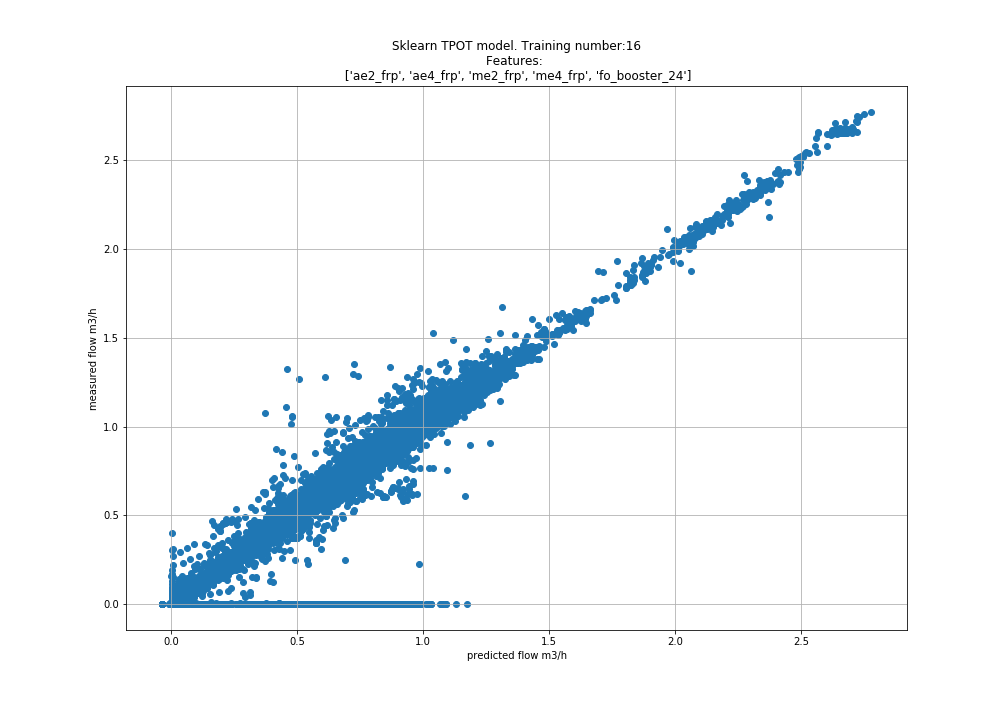 Sklearn TPOT model. Training number:16
Features:
['ae2_frp', 'ae4_frp', 'me2_frp', 'me4_frp', 'fo_booster_24']
measured flow m3/h
2.5
2.0
1.5
1.0
0.5
0.0
0.0 0.5 1.0 1.5 2.0 2.5
predicted flow m3/h